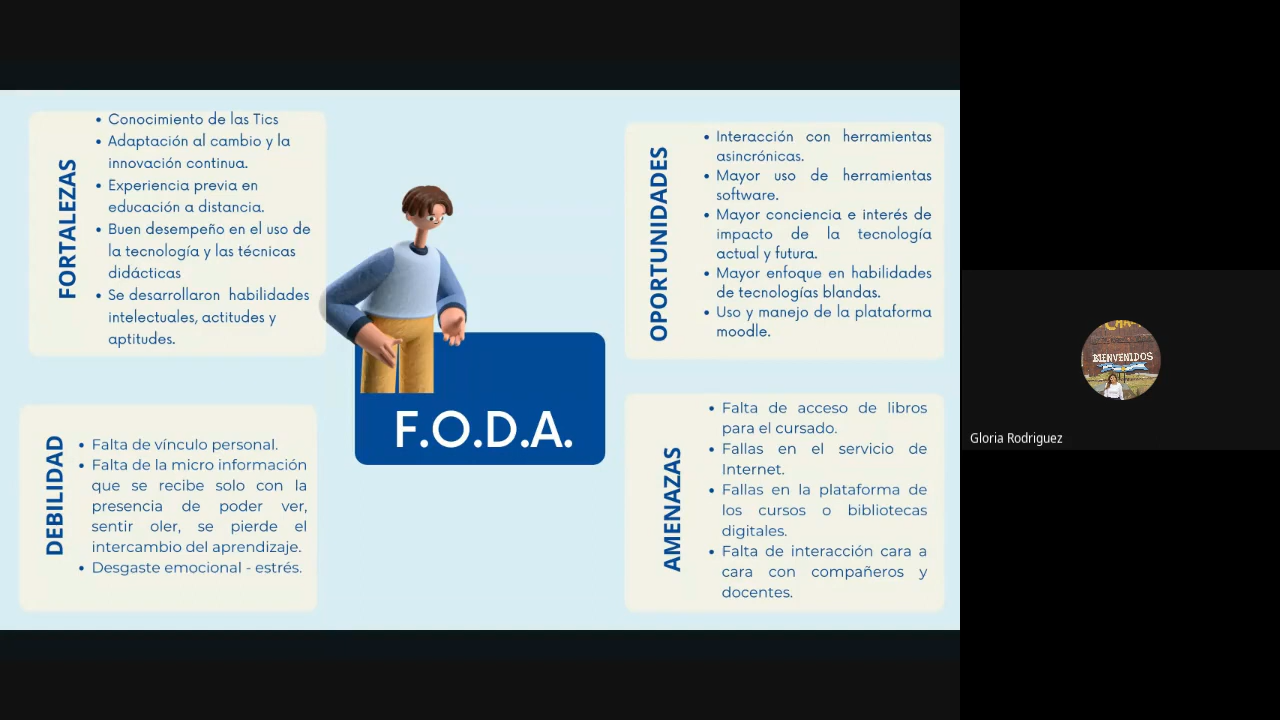 FORTALEZAS
• Conocimiento de las Tics
• Adaptación al cambio y la
innovación continua.
• Experiencia previa en
educación a distancia.
• Buen desempeño en el uso de
la tecnología y las técnicas
didácticas
• Se desarrollaron habilidades
intelectuales, actitudes y
aptitudes.
OPORTUNIDADES
• Interacción con herramientas
asincrónicas.
• Mayor uso de herramientas
software.
• Mayor conciencia e interés de
impacto de la tecnología
actual y futura.
• Mayor enfoque en habilidades
de tecnologías blandas.
• Uso y manejo de la plataforma
moodle.
F.O.D.A.
DEBILIDAD
• Falta de vínculo personal.
• Falta de la micro información
que se recibe solo con la
presencia de poder ver,
sentir oler, se pierde el
intercambio del aprendizaje.
• Desgaste emocional - estrés.
AMENAZAS
• Falta de acceso de libros
para el cursado.
• Fallas en el servicio de
Internet.
• Fallas en la plataforma de
los cursos o bibliotecas
digitales.
• Falta de interacción cara a
cara con compañeros y
docentes.
BIENVENIDOS
Gloria Rodriguez